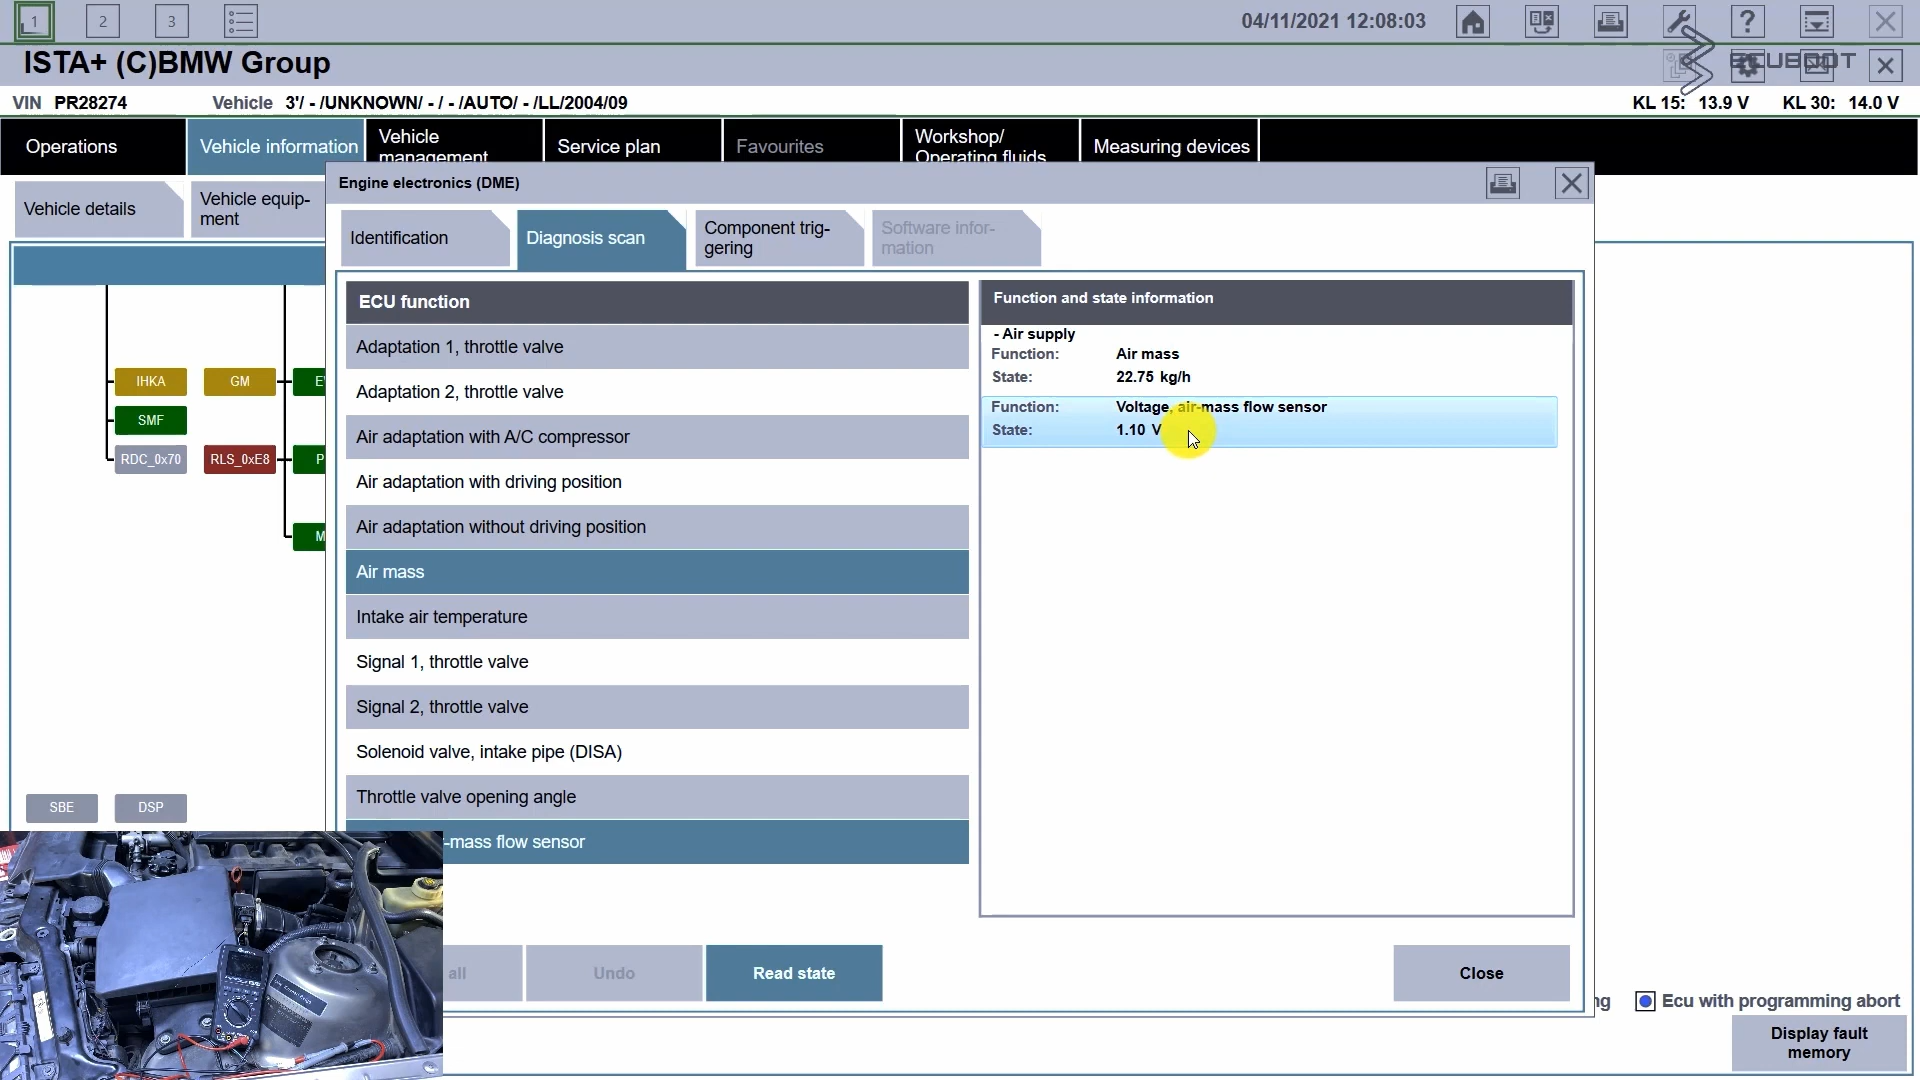 1
2
3
04/11/2021 12:08:03
?
ISTA+ (C)BMW Group
VIN PR28274
Vehicle 3'/ - /UNKNOWN/ - / - /AUTO/ - /LL/2004/09
KL 15: 13.9 V
KL 30: 14.0 V
Operations
Vehicle information
Vehicle
management
Service plan
Favourites
Workshop/
Operating fluids
Measuring devices
Vehicle details
Vehicle equip-
ment
Engine electronics (DME)
Identification
Diagnosis scan
Component trig-
gering
Software infor-
mation
ECU function
Adaptation 1, throttle valve
Adaptation 2, throttle valve
Air adaptation with A/C compressor
Air adaptation with driving position
Air adaptation without driving position
Air mass
Intake air temperature
Signal 1, throttle valve
Signal 2, throttle valve
Solenoid valve, intake pipe (DISA)
Throttle valve opening angle
-mass flow sensor
Function and state information
- Air supply
Function: Air mass
State: 22.75 kg/h
Function: Voltage, air-mass flow sensor
State: 1.10 V
IHKA
GM
SMF
RDC_0x70
RLS_0xE8
P
M
SBE
DSP
all
Undo
Read state
Close
ng
Ecu with programming abort
Display fault
memory